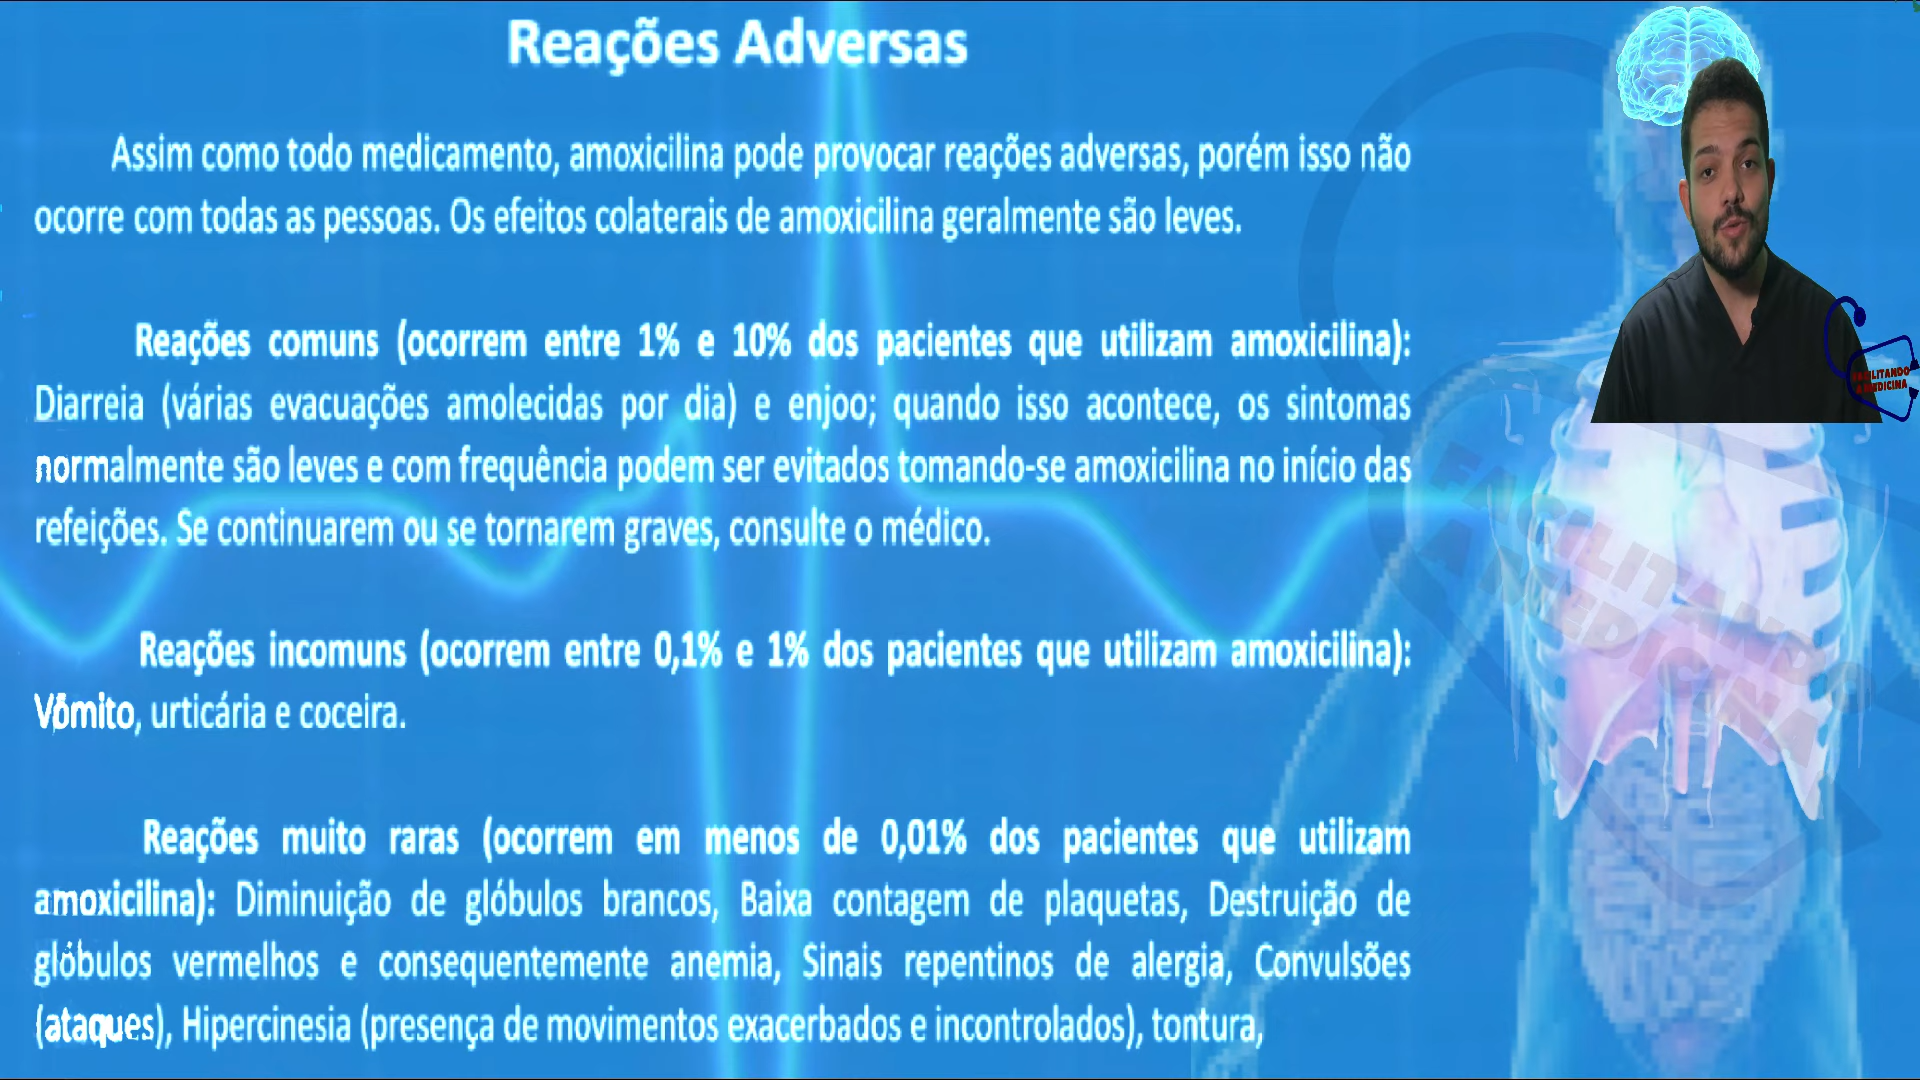 Reações Adversas
Assim como todo medicamento, amoxicilina pode provocar reações adversas, porém isso não
ocorre com todas as pessoas. Os efeitos colaterais de amoxicilina geralmente são leves.
Reações comuns (ocorrem entre 1% e 10% dos pacientes que utilizam amoxicilina):
Diarreia (várias evacuações amolecidas por dia) e enjoo; quando isso acontece, os sintomas
normalmente são leves e com frequência podem ser evitados tomando-se amoxicilina no início das
refeições. Se continuarem ou se tornarem graves, consulte o médico.
Reações incomuns (ocorrem entre 0,1% e 1% dos pacientes que utilizam amoxicilina):
Vômito, urticária e coceira.
Reações muito raras (ocorrem em menos de 0,01% dos pacientes que utilizam
amoxicilina): Diminuição de glóbulos brancos, Baixa contagem de plaquetas, Destruição de
glóbulos vermelhos e consequentemente anemia, Sinais repentinos de alergia, Convulsões
(ataques), Hipercinesia (presença de movimentos exacerbados e incontrolados), tontura,
FACILITANDO
A MEDICINA
FACILITANDO
A MEDICINA